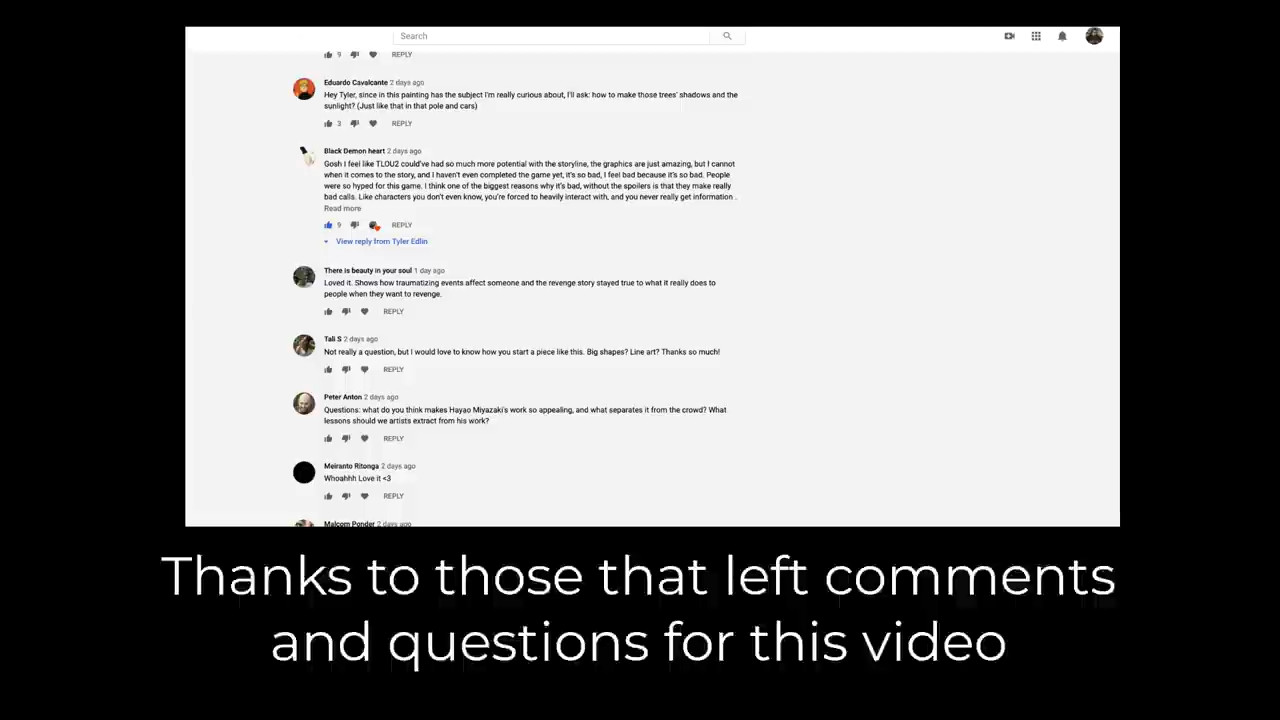 Search
9 REPLY
Eduardo Cavalcante 2 days ago
Hey Tyler, since in this painting has the subject I'm really curious about, I'll ask: how to make those trees' shadows and the
sunlight? (Just like that in that pole and cars)
3 REPLY
Black Demon heart 2 days ago
Gosh I feel like TLOU2 could've had so much more potential with the storyline, the graphics are just amazing, but I cannot
when it comes to the story, and I haven't even completed the game yet, it's so bad, I feel bad because it's so bad. People
were so hyped for this game. I think one of the biggest reasons why it's bad, without the spoilers is that they make really
bad calls. Like characters you don't even know, you're forced to heavily interact with, and you never really get information .
Read more
9 REPLY
View reply from Tyler Edlin
There is beauty in your soul 1 day ago
Loved it. Shows how traumatizing events affect someone and the revenge story stayed true to what it really does to
people when they want to revenge.
REPLY
Tali S 2 days ago
Not really a question, but I would love to know how you start a piece like this. Big shapes? Line art? Thanks so much!
REPLY
Peter Anton 2 days ago
Questions: what do you think makes Hayao Miyazaki's work so appealing, and what separates it from the crowd? What
lessons should we artists extract from his work?
REPLY
Meiranto Ritonga 2 days ago
Whoahhh Love it <3
REPLY
Malcom Ponder 2 days ago
Thanks to those that left comments
and questions for this video